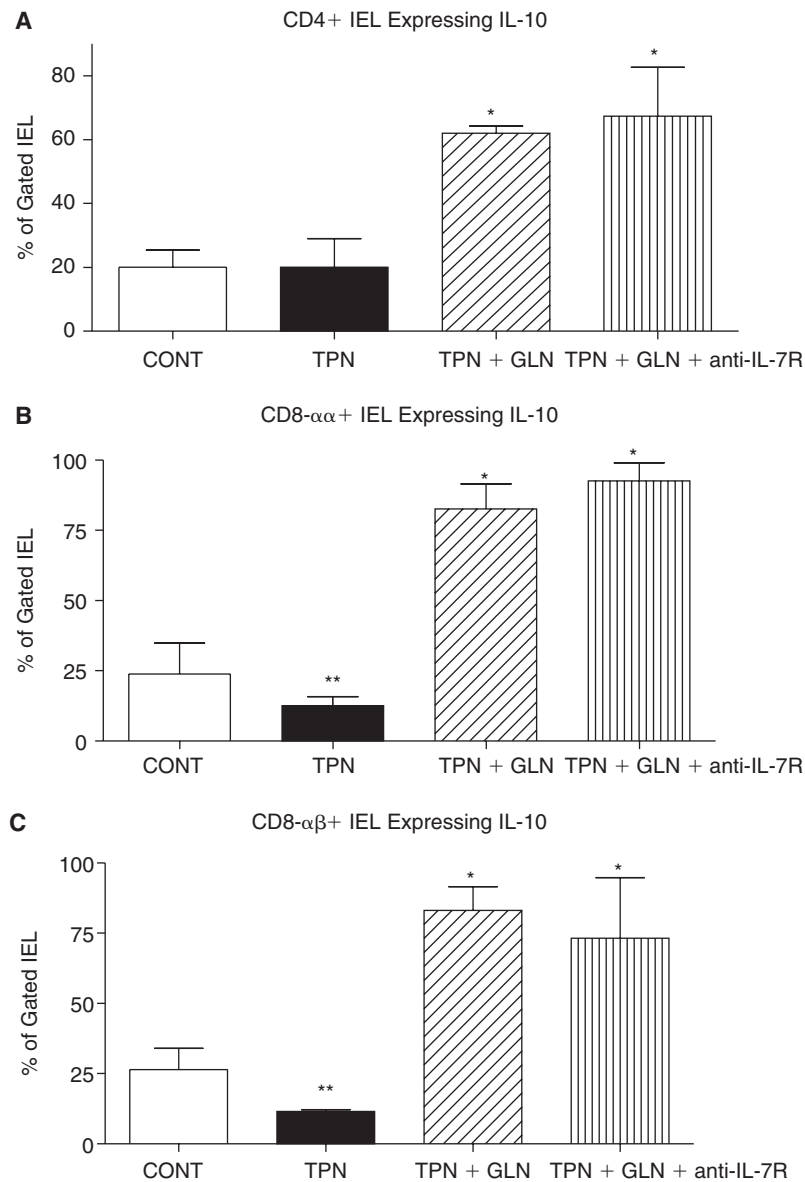 A
CD4+ IEL Expressing IL-10
% of Gated IEL
80
60
40
20
0
*
*
CONT
TPN
TPN + GLN
TPN + GLN + anti-IL-7R
B
CD8-αα+ IEL Expressing IL-10
% of Gated IEL
100
75
50
25
0
**
*
*
CONT
TPN
TPN + GLN
TPN + GLN + anti-IL-7R
C
CD8-αβ+ IEL Expressing IL-10
% of Gated IEL
100
75
50
25
0
**
*
*
CONT
TPN
TPN + GLN
TPN + GLN + anti-IL-7R